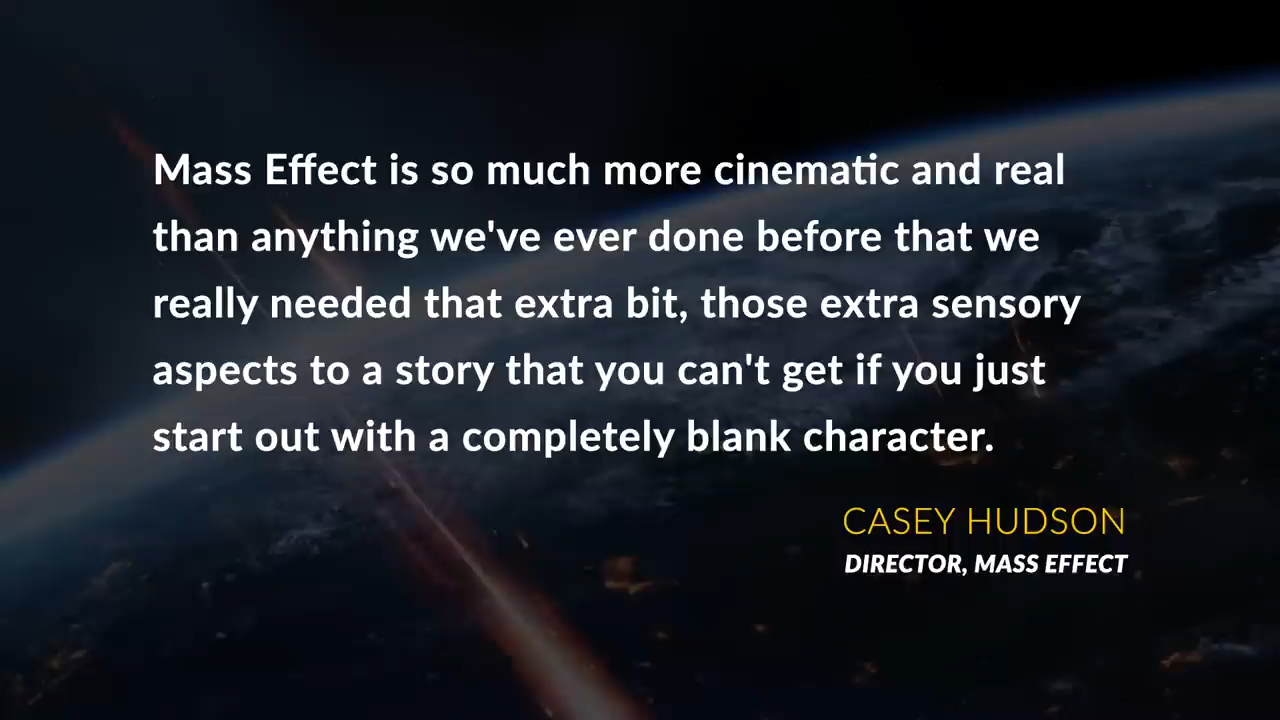 Mass Effect is so much more cinematic and real
than anything we've ever done before that we
really needed that extra bit, those extra sensory
aspects to a story that you can't get if you just
start out with a completely blank character.
CASEY HUDSON
DIRECTOR, MASS EFFECT